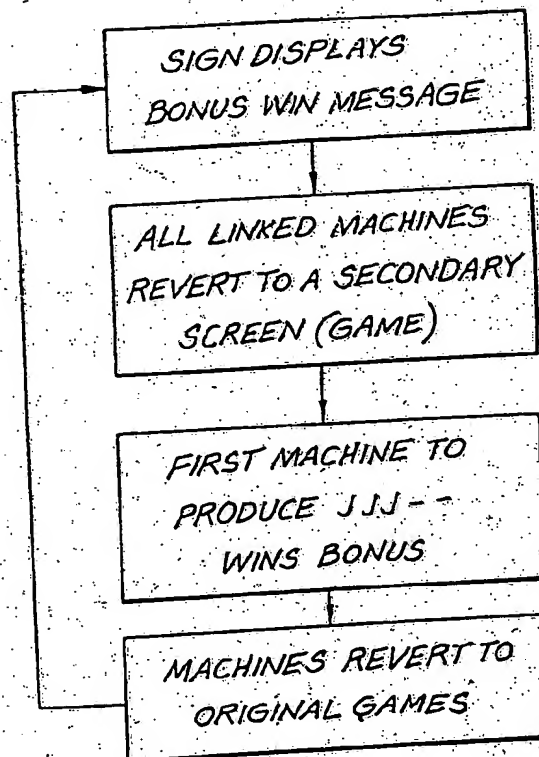 SIGN DISPLAYS
BONUS WIN MESSAGE
ALL LINKED MACHINES
REVERT TO A SECONDARY
SCREEN (GAME)
FIRST MACHINE TO
PRODUCE JJJ--
WINS BONUS
MACHINES REVERT TO
ORIGINAL GAMES